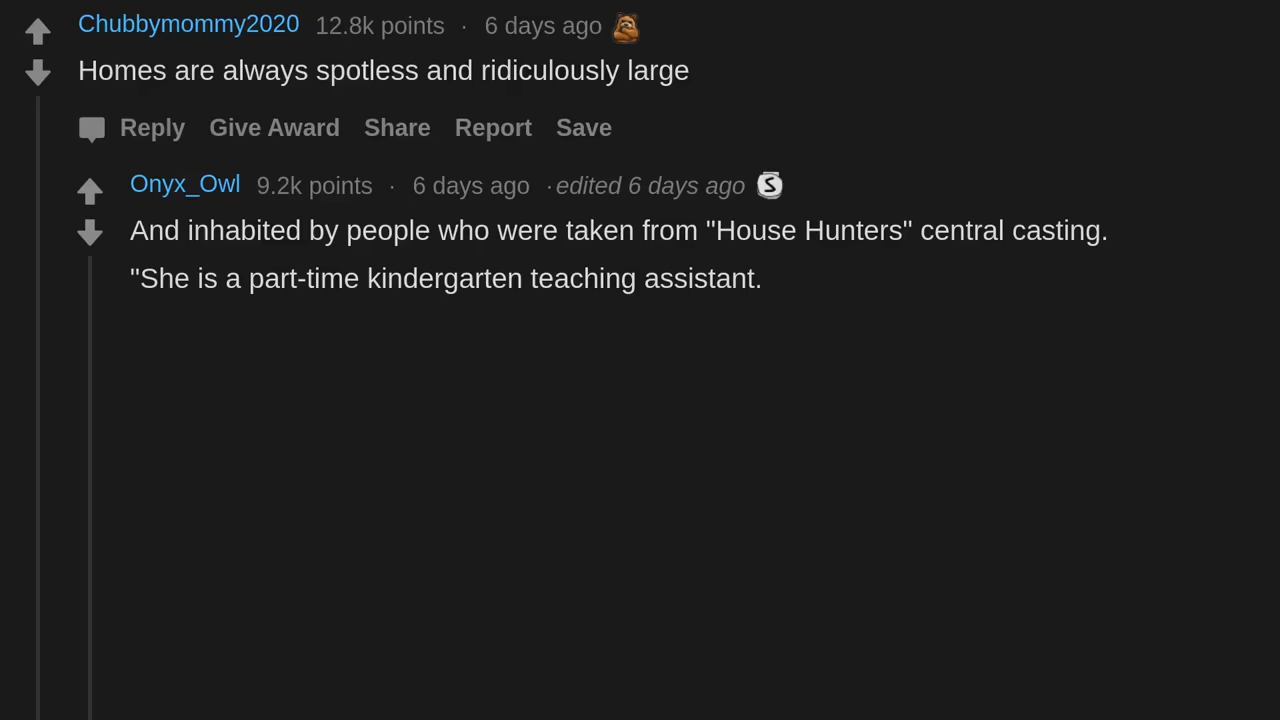 Chubbymommy2020 12.8k points · 6 days ago
Homes are always spotless and ridiculously large
Reply Give Award Share Report Save
Onyx_Owl 9.2k points · 6 days ago · edited 6 days ago S
And inhabited by people who were taken from "House Hunters" central casting.
"She is a part-time kindergarten teaching assistant.